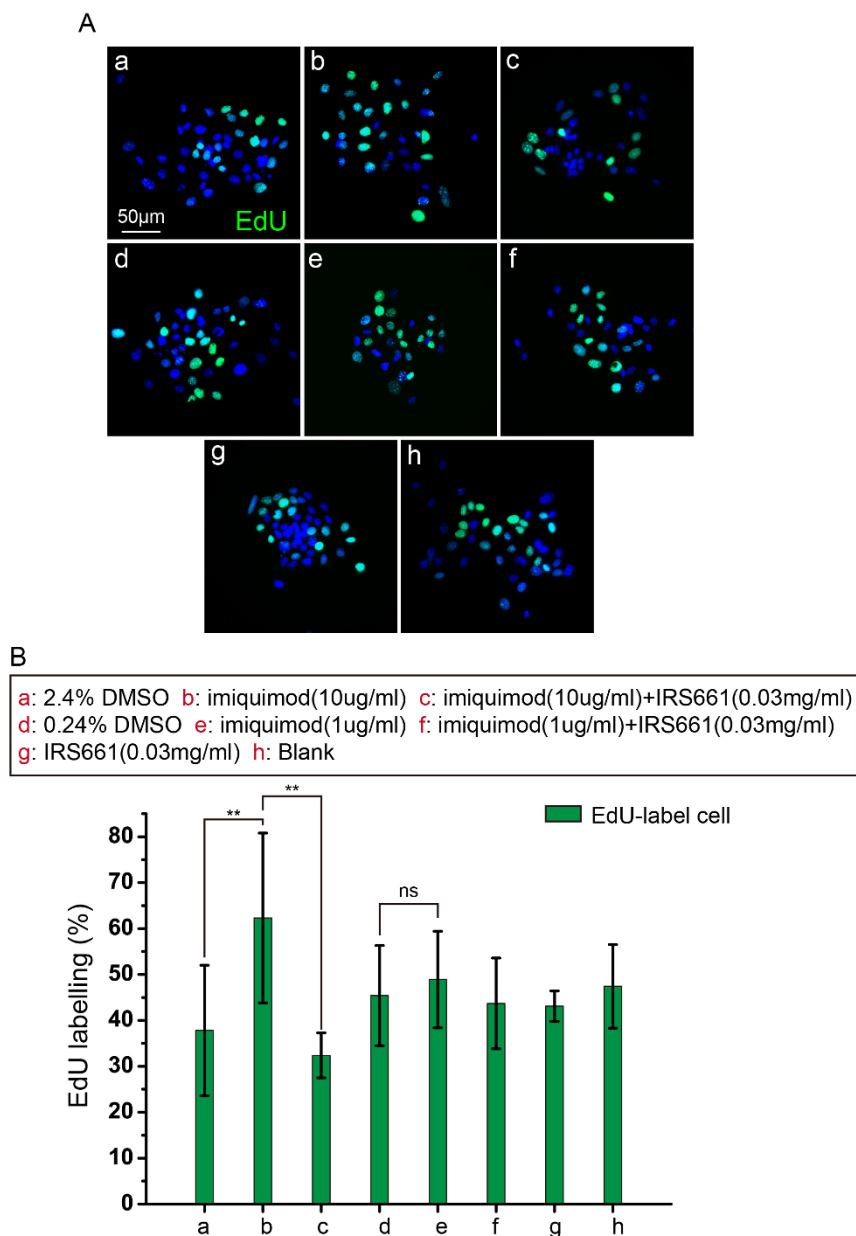 A
a
b
c
50μm
EdU
d
e
f
g
h
B
a: 2.4% DMSO b: imiquimod(10ug/ml) c: imiquimod(10ug/ml)+IRS661(0.03mg/ml)
d: 0.24% DMSO e: imiquimod(1ug/ml) f: imiquimod(1ug/ml)+IRS661(0.03mg/ml)
g: IRS661(0.03mg/ml) h: Blank
EdU-label cell
**
**
ns
EdU labelling (%)
80
70
60
50
40
30
20
10
0
a b c d e f g h